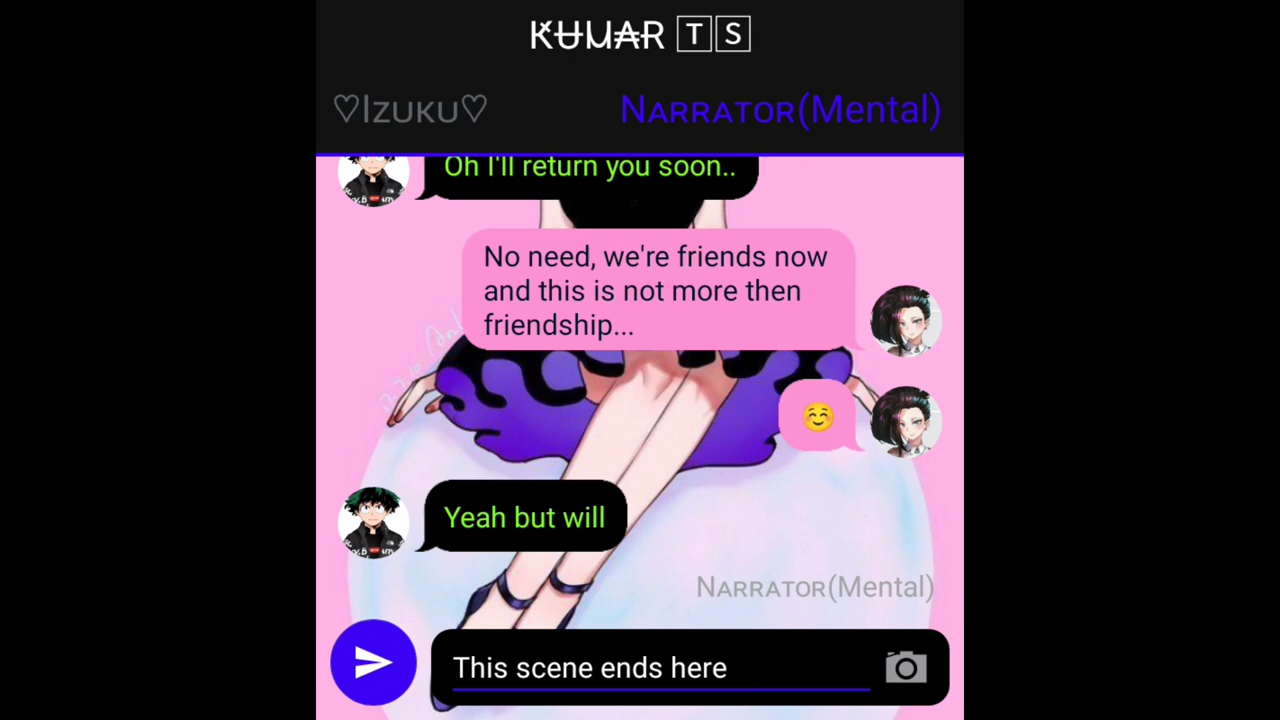 ꀘɄɄ₳R 🅃🅂
♡Izuku♡ Narrator(Mental)
Oh I'll return you soon..
No need, we're friends now
and this is not more then
friendship...
☺️
Yeah but will
Narrator(Mental)
This scene ends here